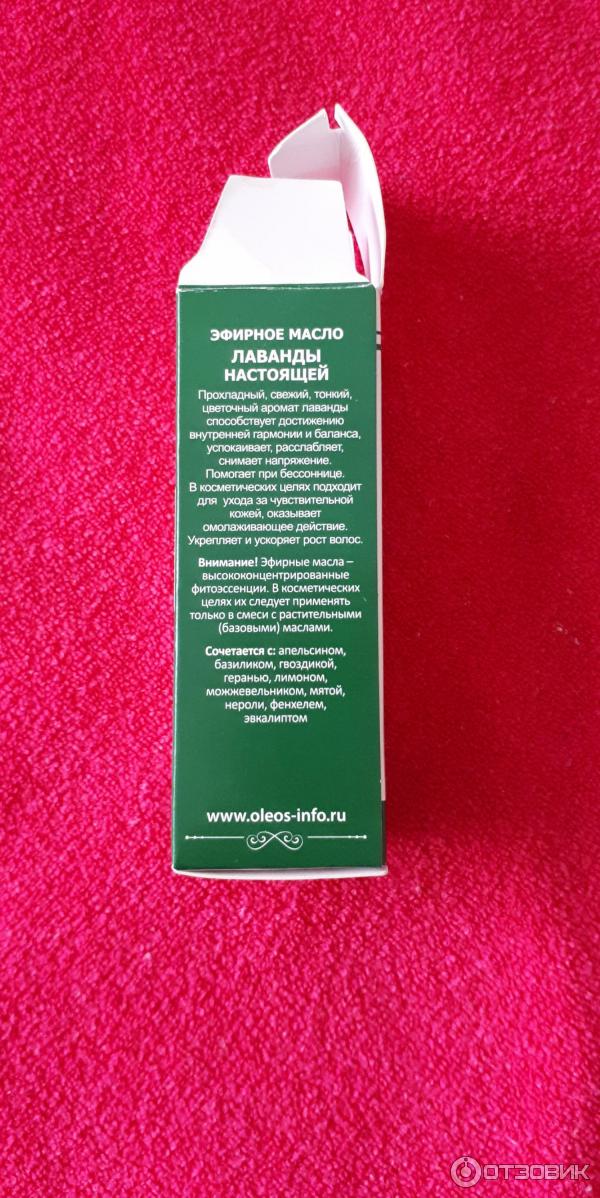 ЭФИРНОЕ МАСЛО
ЛАВАНДЫ
НАСТОЯЩЕЙ
Прохладный, свежий, тонкий,
цветочный аромат лаванды
способствует достижению
внутренней гармонии и баланса,
успокаивает, расслабляет,
снимает напряжение.
Помогает при бессоннице.
В косметических целях подходит
для ухода за чувствительной
кожей, оказывает
омолаживающее действие.
Укрепляет и ускоряет рост волос.
Внимание! Эфирные масла –
высококонцентрированные
фитоэссенции. В косметических
целях их следует применять
только в смеси с растительными
(базовыми) маслами.
Сочетается с: апельсином,
базиликом, гвоздикой,
геранью, лимоном,
можжевельником, мятой,
нероли, фенхелем,
эвкалиптом
www.oleos-info.ru
ОТЗОВИК